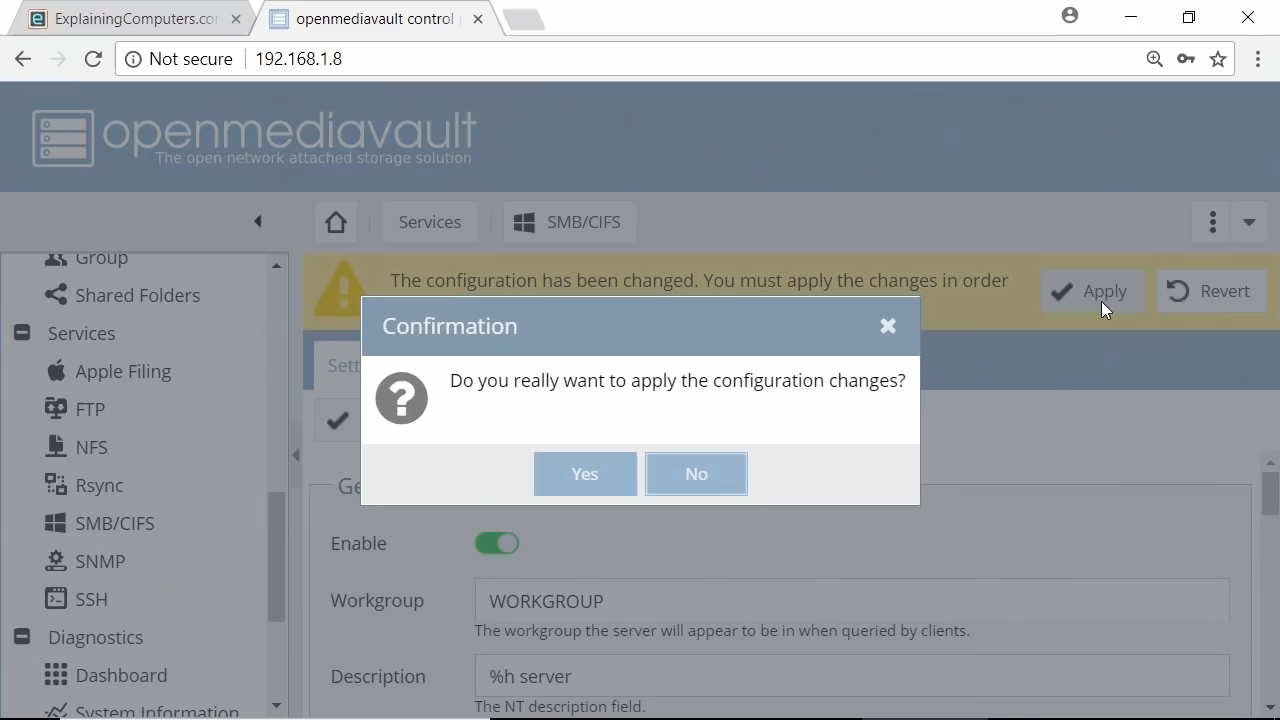 ExplainingComputers.co
openmediavault control
Not secure
192.168.1.8
openmediavault
The open network attached storage solution
Services
SMB/CIFS
Group
Shared Folders
Services
Apple Filing
FTP
NFS
Rsync
SMB/CIFS
SNMP
SSH
Diagnostics
Dashboard
System Information
The configuration has been changed. You must apply the changes in order
Apply
Revert
Sett
Confirmation
Do you really want to apply the configuration changes?
Yes
No
Ge
Enable
Workgroup
WORKGROUP
The workgroup the server will appear to be in when queried by clients.
Description
%h server
The NT description field.